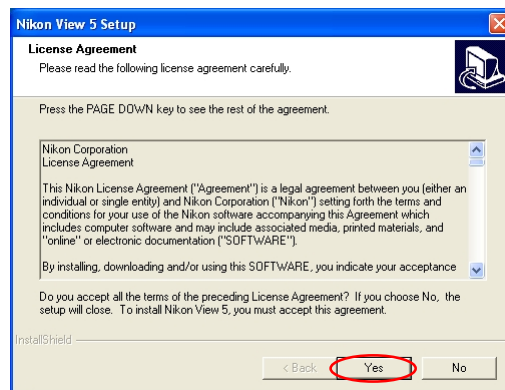 Nikon View 5 Setup
License Agreement
Please read the following license agreement carefully.
Press the PAGE DOWN key to see the rest of the agreement.
Nikon Corporation
License Agreement
This Nikon License Agreement ("Agreement") is a legal agreement between you (either an
individual or single entity) and Nikon Corporation ("Nikon") setting forth the terms and
conditions for your use of the Nikon software accompanying this Agreement which
includes computer software and may include associated media, printed materials, and
"online" or electronic documentation ("SOFTWARE").
By installing, downloading and/or using this SOFTWARE, you indicate your acceptance
Do you accept all the terms of the preceding License Agreement? If you choose No, the
setup will close. To install Nikon View 5, you must accept this agreement.
InstallShield
< Back Yes No